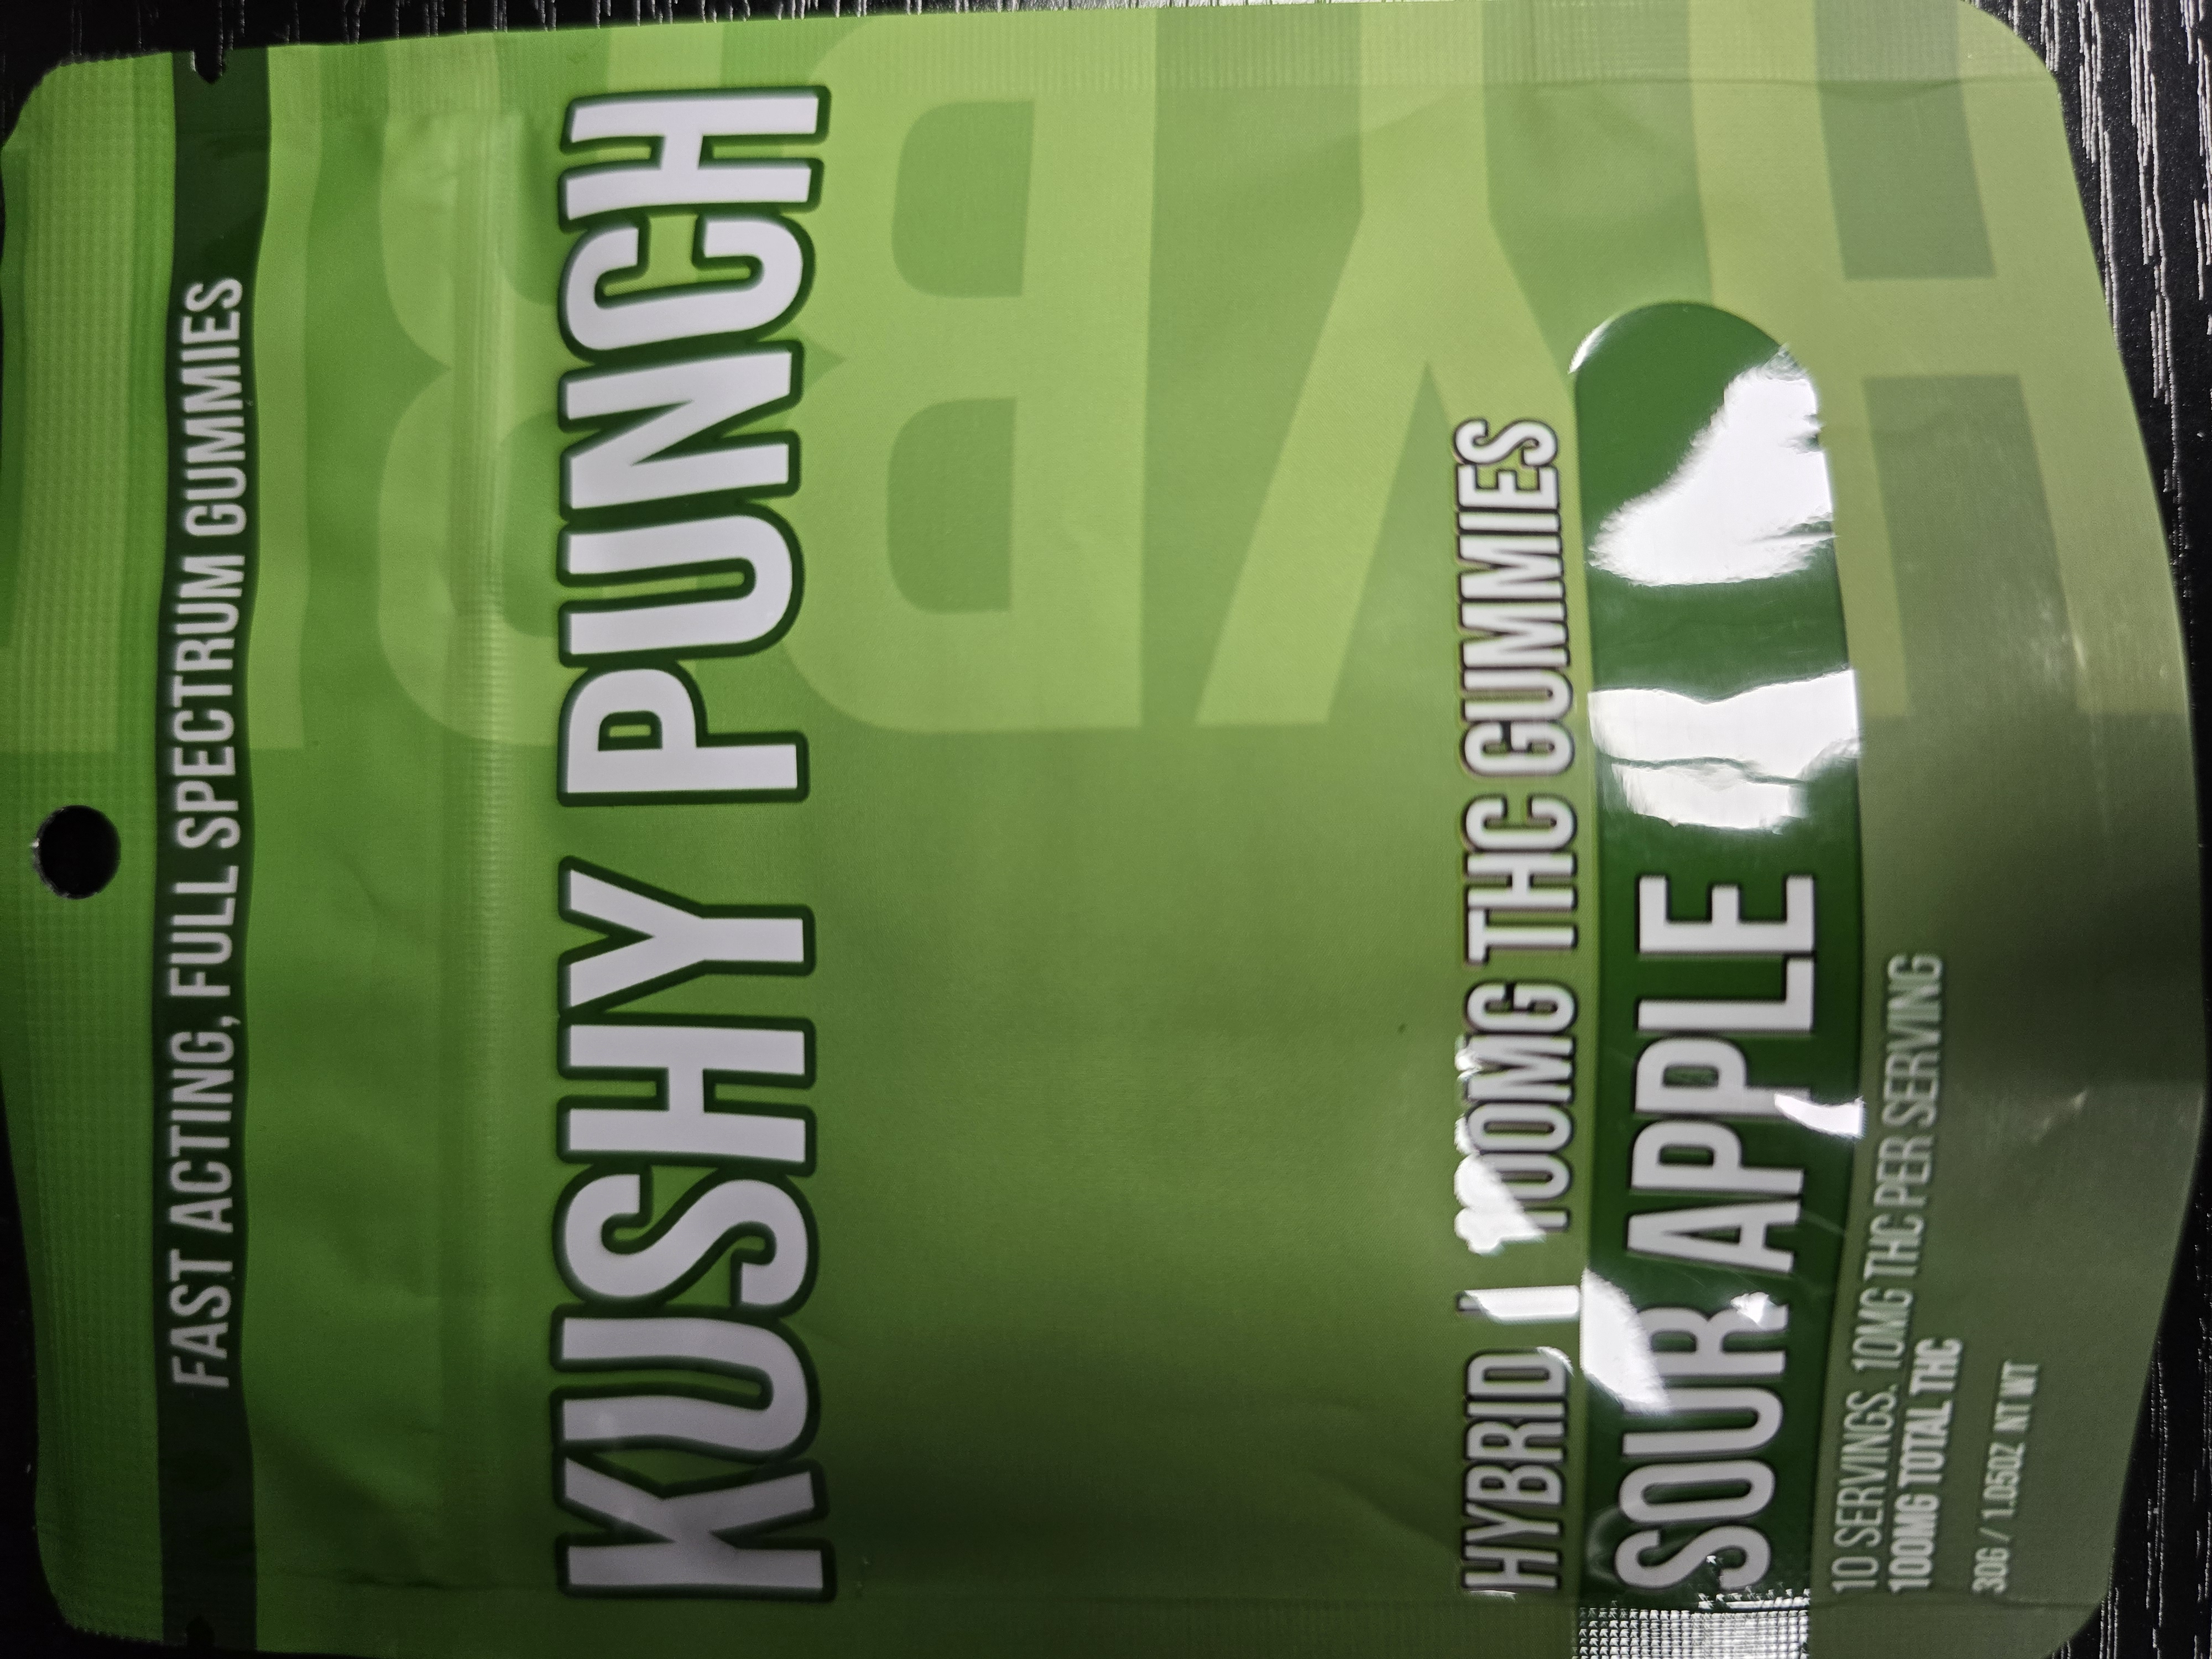 FAST ACTING, FULL SPECTRUM GUMMIES
KUSHY PUNCH
HYBRID
HYBRID | 100MG THC GUMMIES
SOUR APPLE
10 SERVINGS. 10MG THC PER SERVING
100MG TOTAL THC
30G / 1.05OZ NT WT